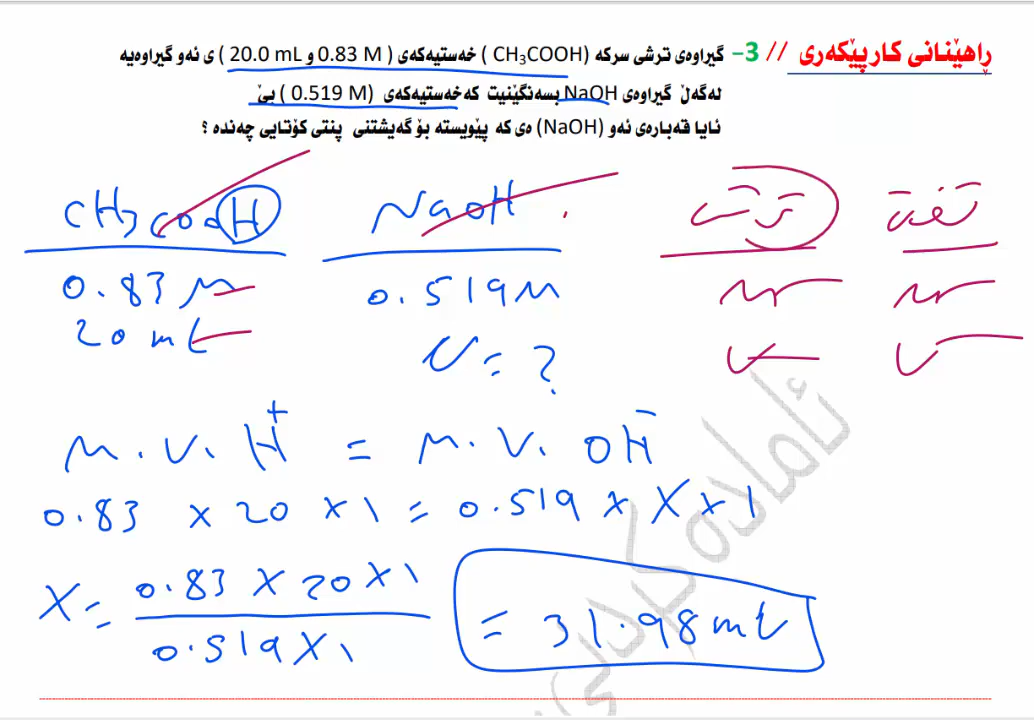 ڕاهێنانی کارپێکەری // 3– گیراوەی ترشی سرکە (CH₃COOH) خەستیەکەی (0.83 M و 20.0 mL) ی ئەو گیراوەیە
لەگەڵ گیراوەی NaOH بسەنگێنیت کەخەستیەکەی (0.519 M) بێ
ئایا قەبارەی ئەو (NaOH) ەی کە پێویستە بۆ گەیشتنی پنتی کۆتایی چەندە ؟
CH3COOH NaOH ترش تفت
0.83 M 0.519 M M M
20 mL V = ? V V
M . V . H⁺ = M . V . OH⁻
0.83 x 20 x 1 = 0.519 x X x 1
X = 0.83 x 20 x 1 / 0.519 x 1 = 31.98 mL